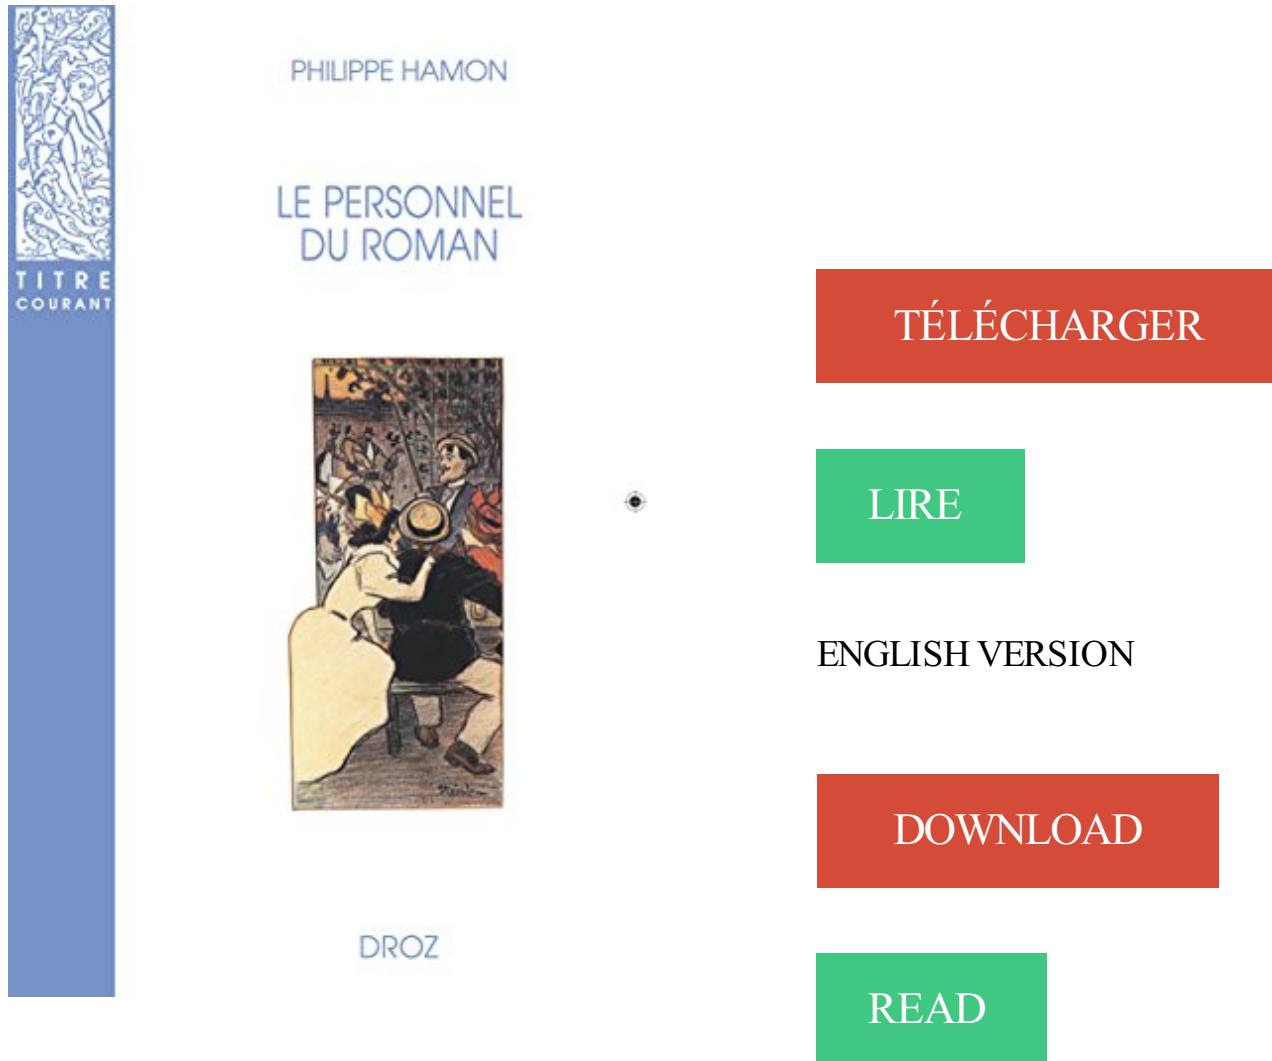 PHILIPPE HAMON
LE PERSONNEL
DU ROMAN
TITRE
COURANT
DROZ
TÉLÉCHARGER
LIRE
ENGLISH VERSION
DOWNLOAD
READ